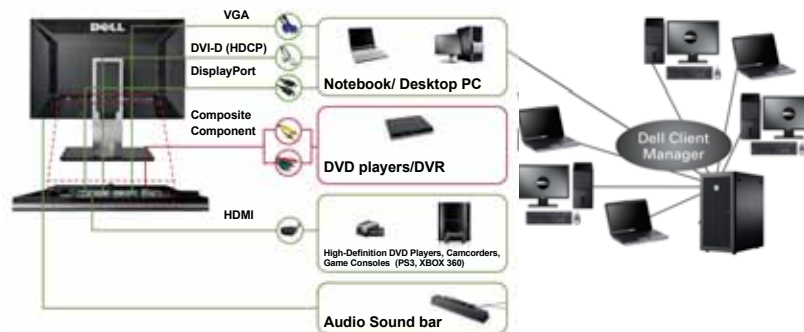 VGA
DELL
DVI-D (HDCP)
DisplayPort
Notebook/ Desktop PC
Composite
Component
DVD players/DVR
HDMI
High-Definition DVD Players, Camcorders,
Game Consoles (PS3, XBOX 360)
Audio Sound bar
Dell Client
Manager